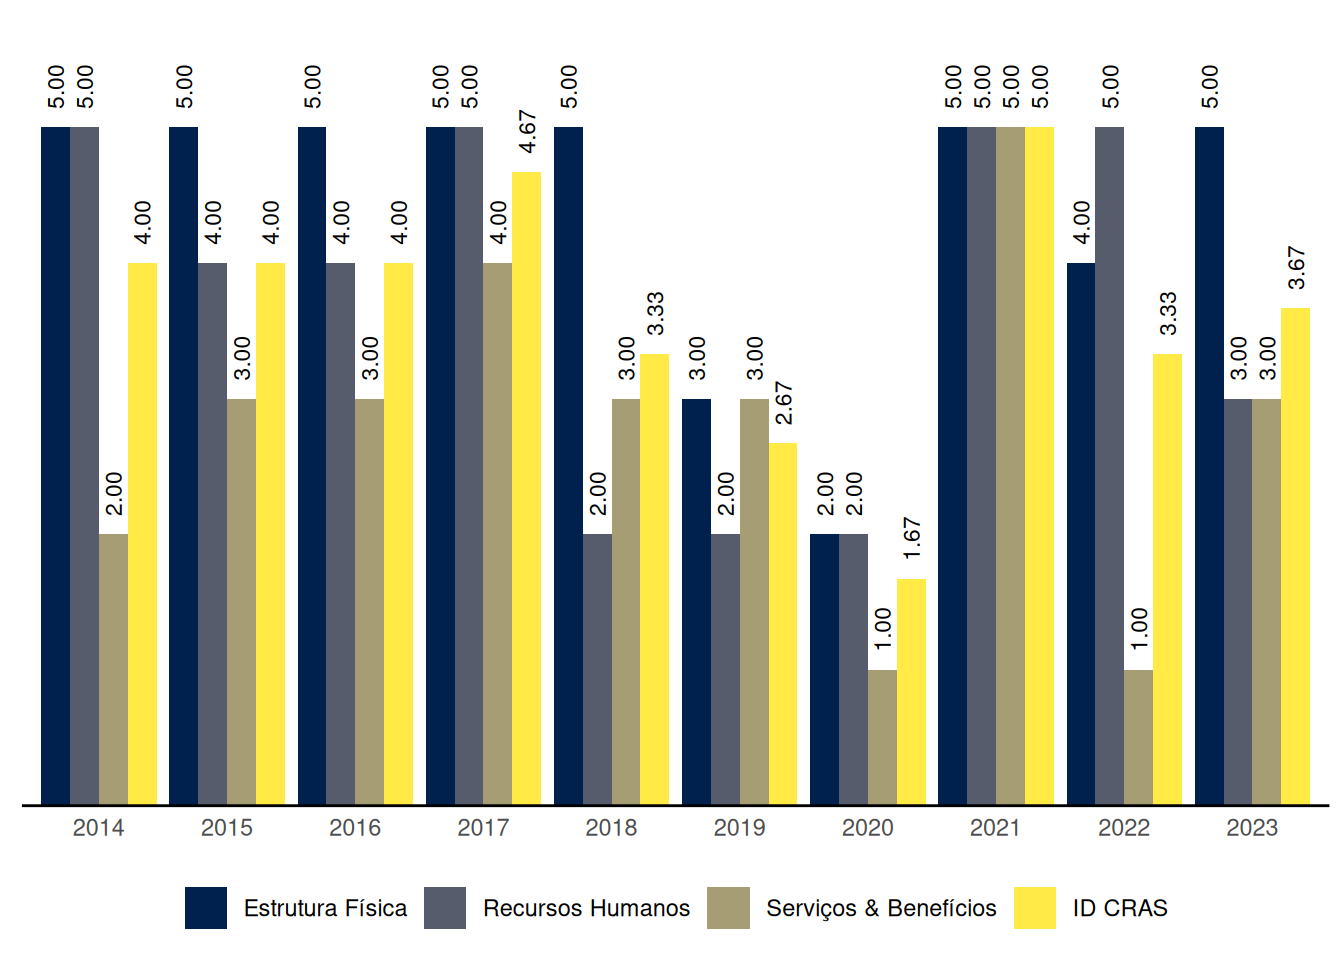 5.00 5.00 2.00 4.00
5.00 4.00 3.00 4.00
5.00 4.00 3.00 4.00
5.00 5.00 4.00 4.67
5.00 2.00 3.00 3.33
3.00 2.00 3.00 2.67
2.00 2.00 1.00 1.67
5.00 5.00 5.00 5.00
4.00 5.00 1.00 3.33
5.00 3.00 3.00 3.67
2014 2015 2016 2017 2018 2019 2020 2021 2022 2023
Estrutura Física Recursos Humanos Serviços & Benefícios ID CRAS